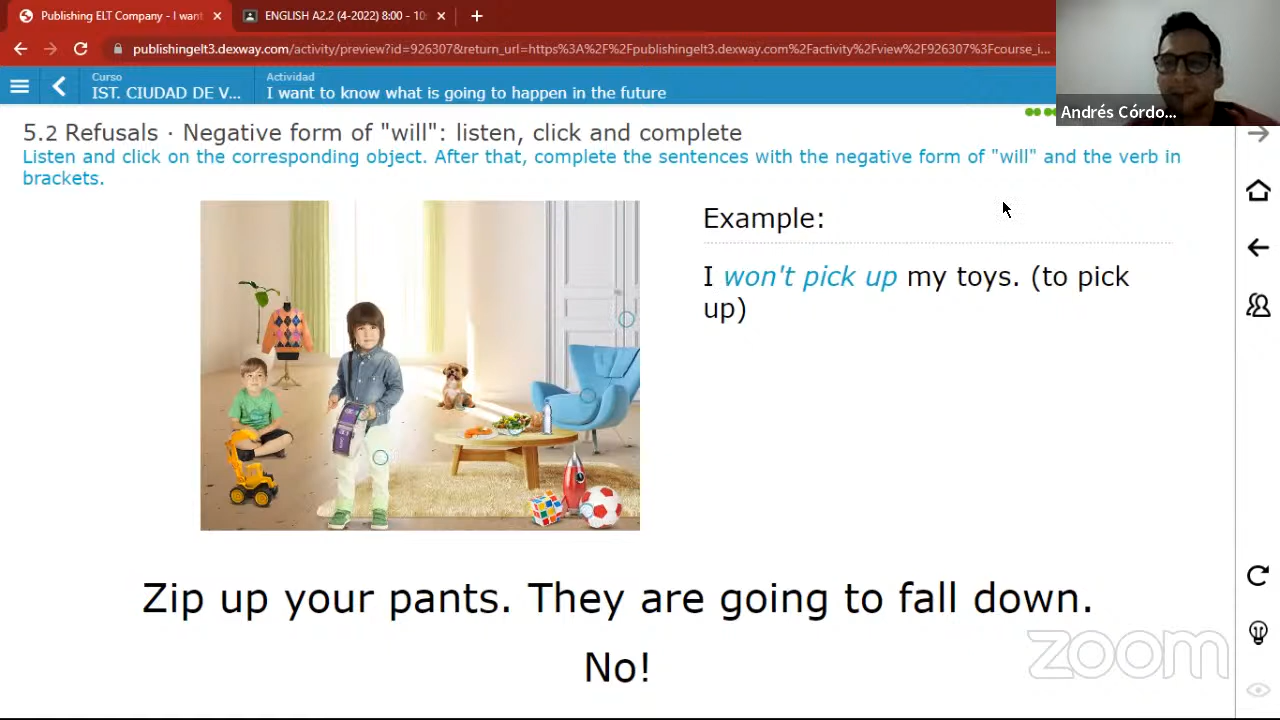 Publishing ELT Company - I want
ENGLISH A2.2 (4-2022) 8:00 - 10:
publishingelt3.dexway.com/activity/preview?id=926307&return_url=https%3A%2F%2Fpublishingelt3.dexway.com%2Factivity%2Fview%2F926307%3Fcourse_i...
Curso
IST. CIUDAD DE V...
Actividad
I want to know what is going to happen in the future
Andrés Córdo...
5.2 Refusals · Negative form of "will": listen, click and complete
Listen and click on the corresponding object. After that, complete the sentences with the negative form of "will" and the verb in
brackets.
Example:
I won't pick up my toys. (to pick
up)
Zip up your pants. They are going to fall down.
No!
zoom